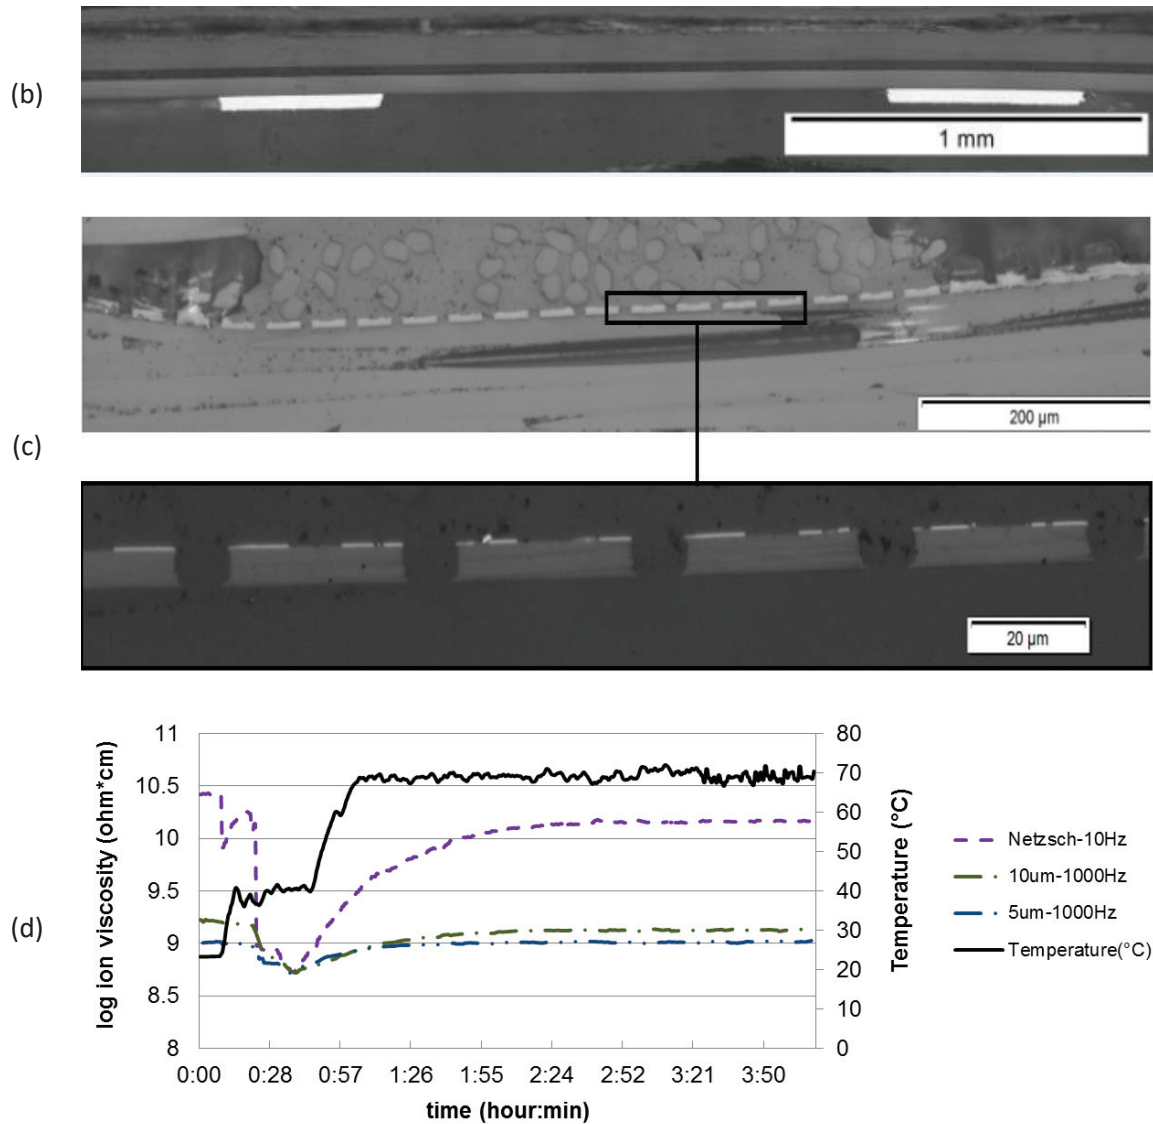 (b)
1 mm
200 µm
(c)
20 µm
(d)
log ion viscosity (ohm*cm)
11
10.5
10
9.5
9
8.5
8
80
70
60
50
40
30
20
10
0
Temperature (°C)
0:00 0:28 0:57 1:26 1:55 2:24 2:52 3:21 3:50
time (hour:min)
Netzsch-10Hz
10um-1000Hz
5um-1000Hz
Temperature(°C)